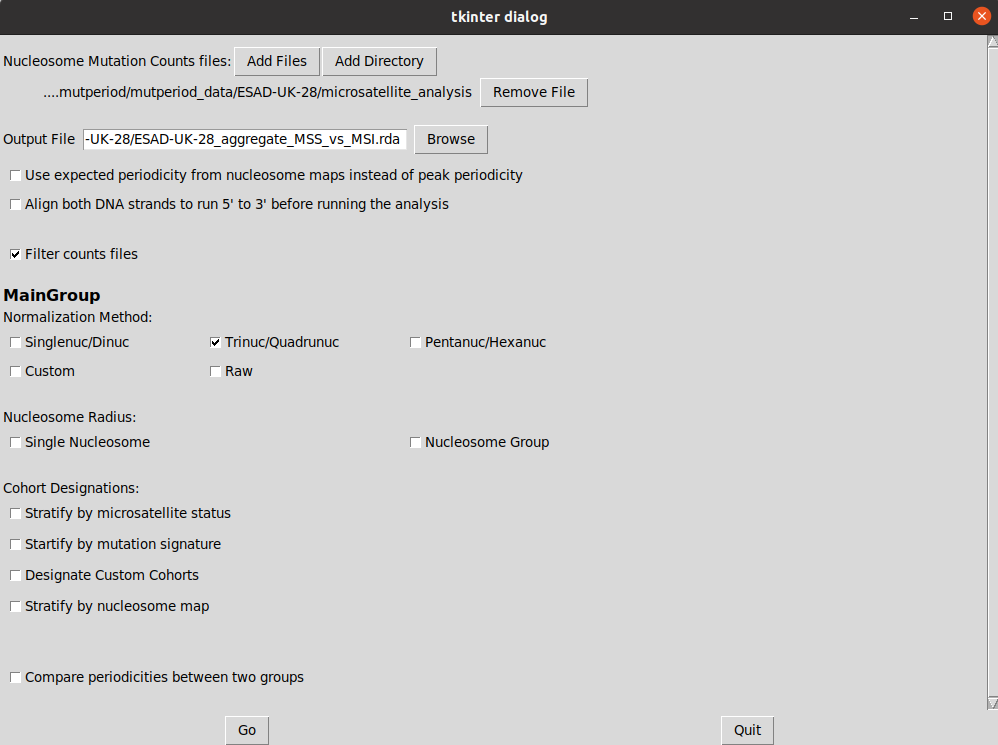 tkinter dialog
Nucleosome Mutation Counts files: Add Files Add Directory
....mutperiod/mutperiod_data/ESAD-UK-28/microsatellite_analysis Remove File
Output File -UK-28/ESAD-UK-28_aggregate_MSS_vs_MSI.rda Browse
Use expected periodicity from nucleosome maps instead of peak periodicity
Align both DNA strands to run 5' to 3' before running the analysis
Filter counts files
MainGroup
Normalization Method:
Singlenuc/Dinuc Trinuc/Quadrunuc Pentanuc/Hexanuc
Custom Raw
Nucleosome Radius:
Single Nucleosome Nucleosome Group
Cohort Designations:
Stratify by microsatellite status
Startify by mutation signature
Designate Custom Cohorts
Stratify by nucleosome map
Compare periodicities between two groups
Go Quit